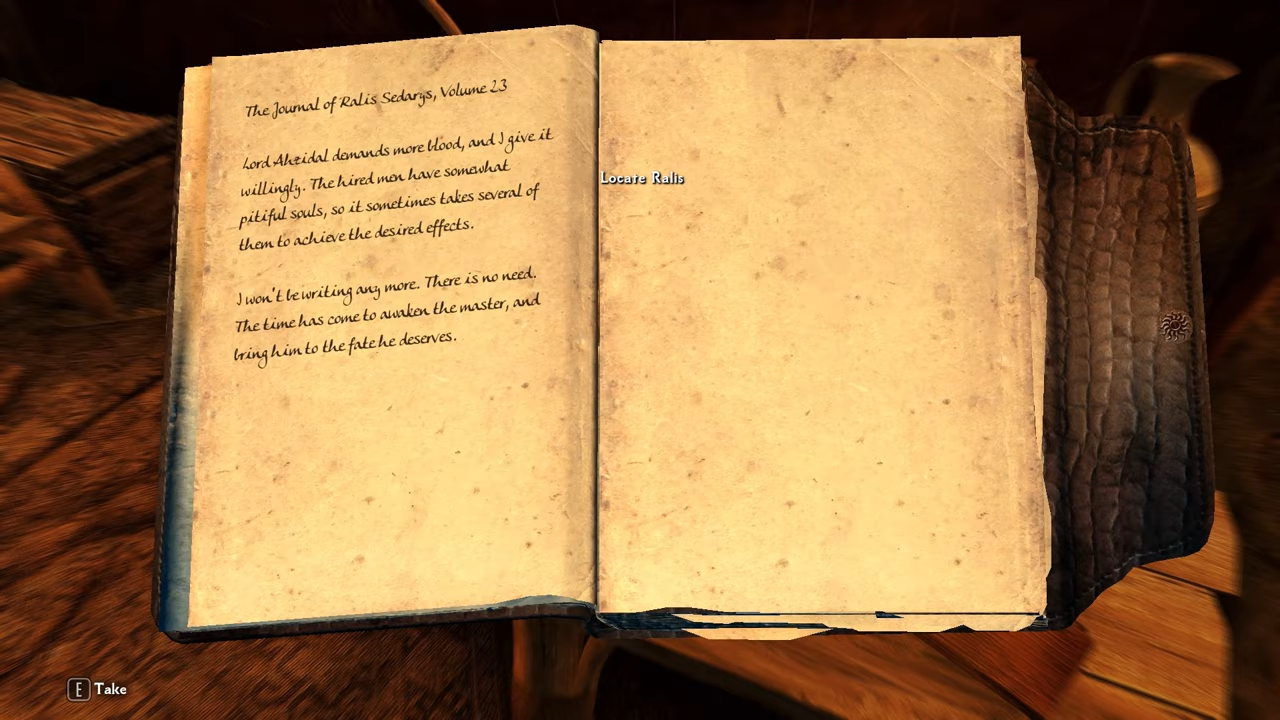 The Journal of Ralis Sedarys, Volume 23
Lord Ahzidal demands more blood, and I give it
willingly. The hired men have somewhat
pitiful souls, so it sometimes takes several of
them to achieve the desired effects.
I won't be writing any more. There is no need.
The time has come to awaken the master, and
bring him to the fate he deserves.
Locate Ralis
E Take